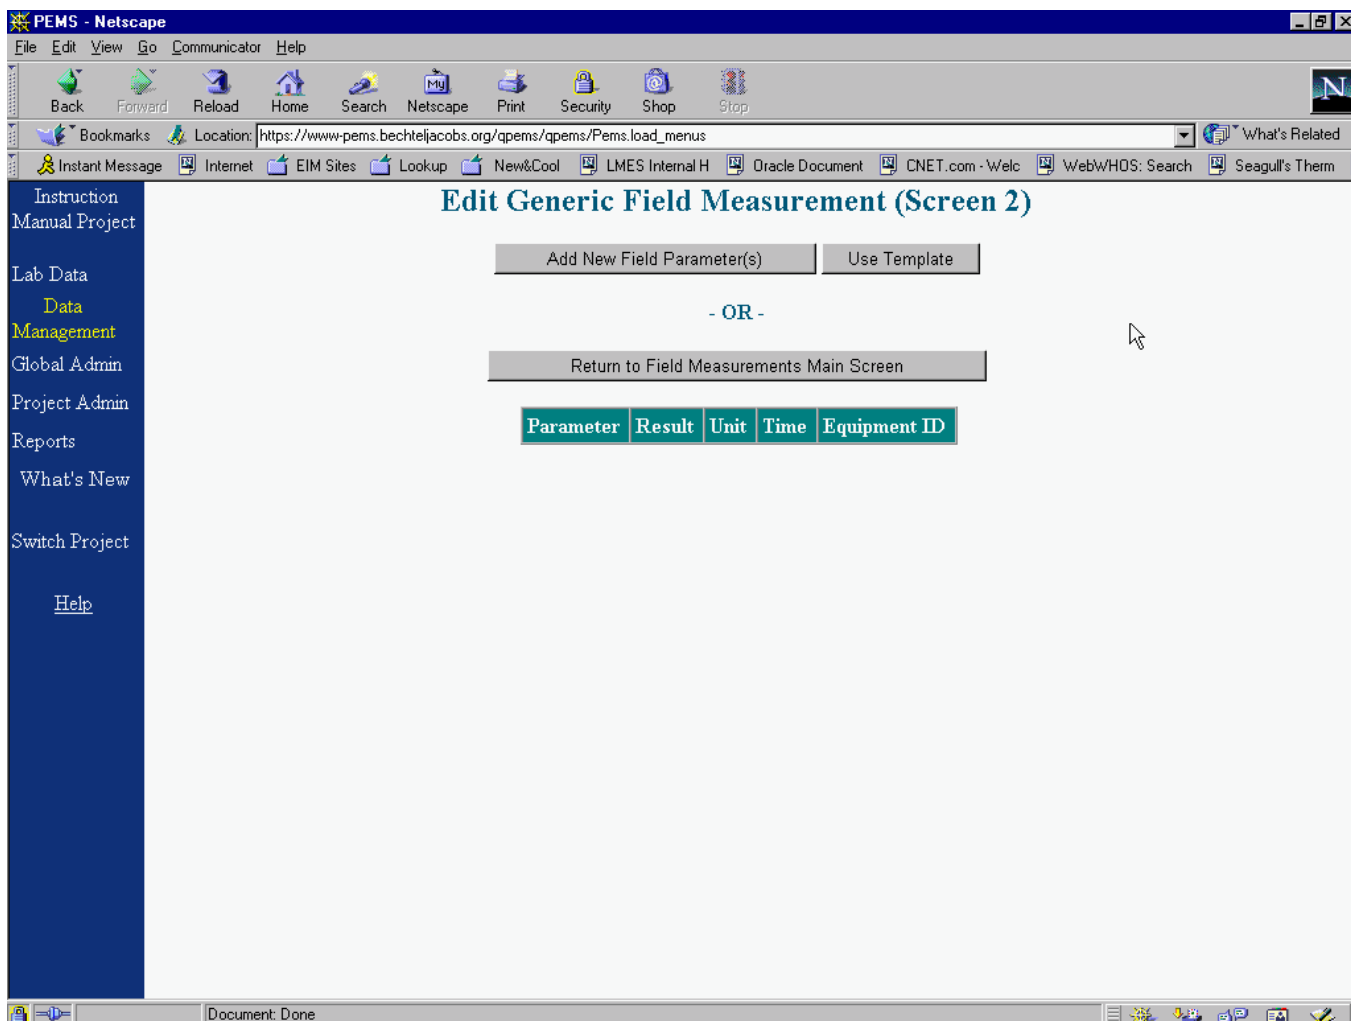 PEMS - Netscape
File Edit View Go Communicator Help
Back Forward Reload Home Search Netscape Print Security Shop Stop
My
N
Bookmarks Location: https://www-pems.bechteljacobs.org/qpems/qpems/Pems.load_menus What's Related
Instant Message Internet EIM Sites Lookup New&Cool LMES Internal H Oracle Document CNET.com - Welc WebWHOS: Search Seagull's Therm
Instruction
Manual Project
Lab Data
Data
Management
Global Admin
Project Admin
Reports
What's New
Switch Project
Help
Edit Generic Field Measurement (Screen 2)
Add New Field Parameter(s) Use Template
- OR -
Return to Field Measurements Main Screen
Parameter Result Unit Time Equipment ID
Document: Done